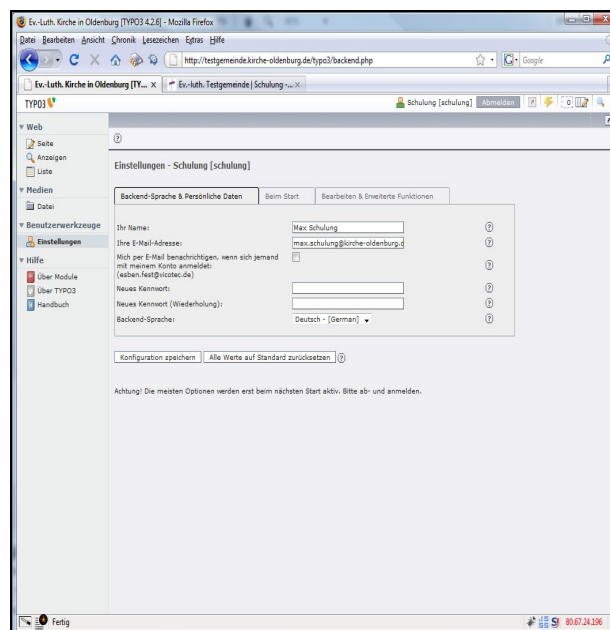 Ev.-Luth. Kirche in Oldenburg [TYPO3 4.2.6] - Mozilla Firefox
Datei Bearbeiten Ansicht Chronik Lesezeichen Extras Hilfe
http://testgemeinde.kirche-oldenburg.de/typo3/backend.php
Google
Ev.-Luth. Kirche in Oldenburg [TY...
Ev.-luth. Testgemeinde | Schulung -...
TYPO3
Schulung [schulung]
Abmelden
0
Web
Seite
Anzeigen
Liste
Medien
Datei
Benutzerwerkzeuge
Einstellungen
Hilfe
Über Module
Über TYPO3
Handbuch
Einstellungen - Schulung [schulung]
Backend-Sprache & Persönliche Daten
Beim Start
Bearbeiten & Erweiterte Funktionen
Ihr Name:
Max Schulung
Ihre E-Mail-Adresse:
max.schulung@kirche-oldenburg.d
Mich per E-Mail benachrichtigen, wenn sich jemand
mit meinem Konto anmeldet:
(esben.fest@vicotec.de)
Neues Kennwort:
Neues Kennwort (Wiederholung):
Backend-Sprache:
Deutsch - [German]
Konfiguration speichern
Alle Werte auf Standard zurücksetzen
Achtung! Die meisten Optionen werden erst beim nächsten Start aktiv. Bitte ab- und anmelden.
Fertig
80.67.24.196